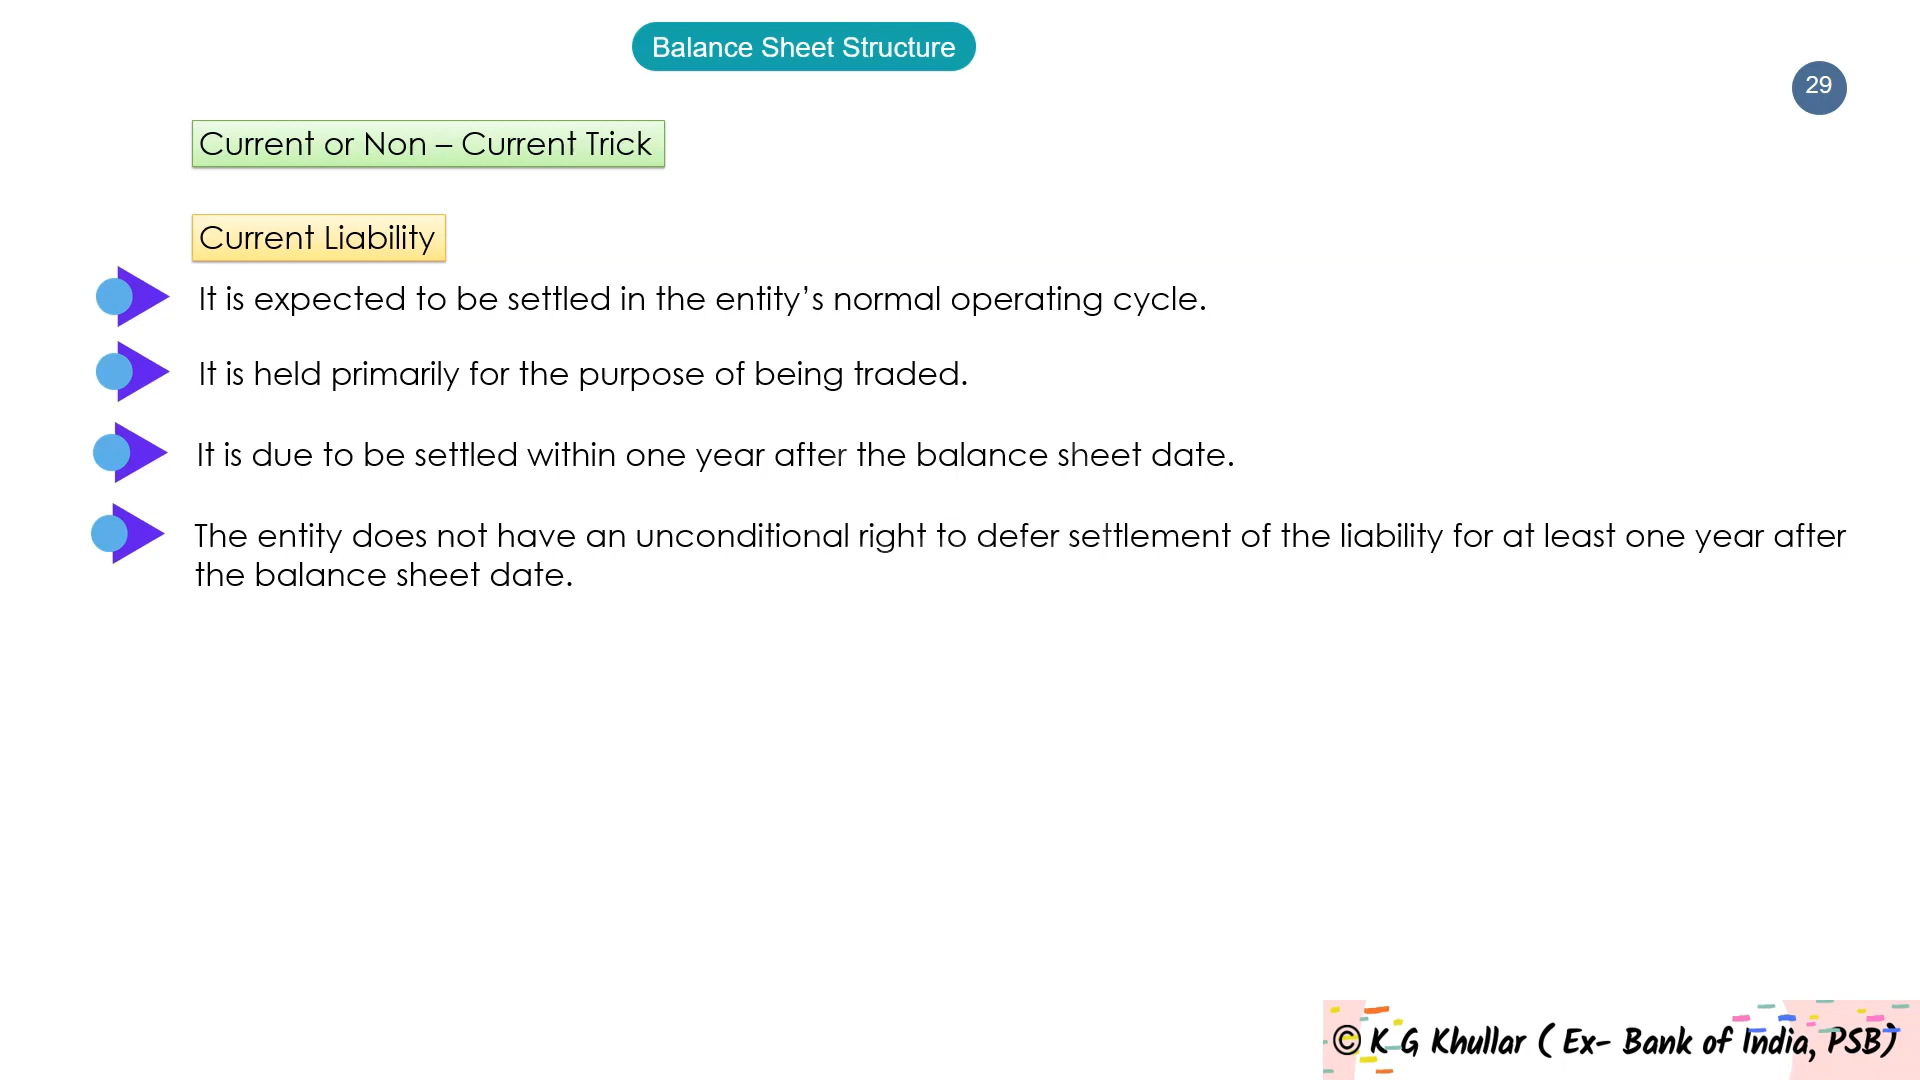 Balance Sheet Structure
29
Current or Non – Current Trick
Current Liability
It is expected to be settled in the entity’s normal operating cycle.
It is held primarily for the purpose of being traded.
It is due to be settled within one year after the balance sheet date.
The entity does not have an unconditional right to defer settlement of the liability for at least one year after
the balance sheet date.
© K G Khullar ( Ex- Bank of India, PSB)